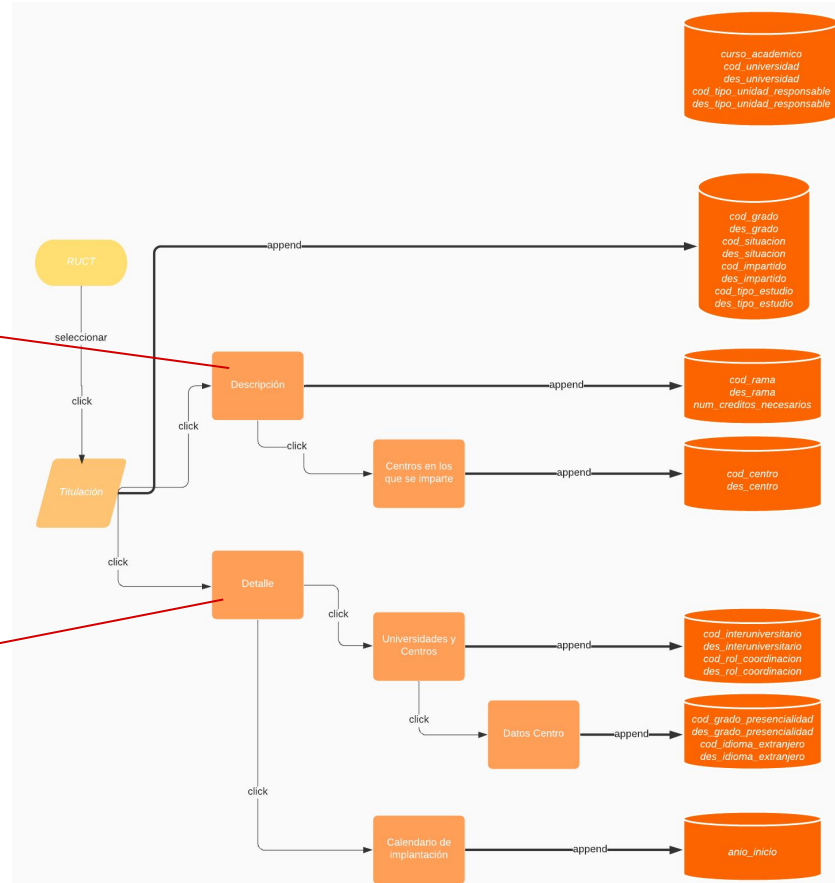 curso_academico
cod_universidad
des_universidad
cod_tipo_unidad_responsable
des_tipo_unidad_responsable
cod_grado
des_grado
cod_situacion
des_situacion
cod_impartido
des_impartido
cod_tipo_estudio
des_tipo_estudio
append
RUCT
seleccionar
click
Titulación
click
Descripción
append
cod_rama
des_rama
num_creditos_necesarios
click
Centros en los
que se imparte
append
cod_centro
des_centro
click
Detalle
click
Universidades y
Centros
append
cod_interuniversitario
des_interuniversitario
cod_rol_coordinacion
des_rol_coordinacion
click
Datos Centro
append
cod_grado_presencialidad
des_grado_presencialidad
cod_idioma_extranjero
des_idioma_extranjero
click
Calendario de
implantación
append
anio_inicio